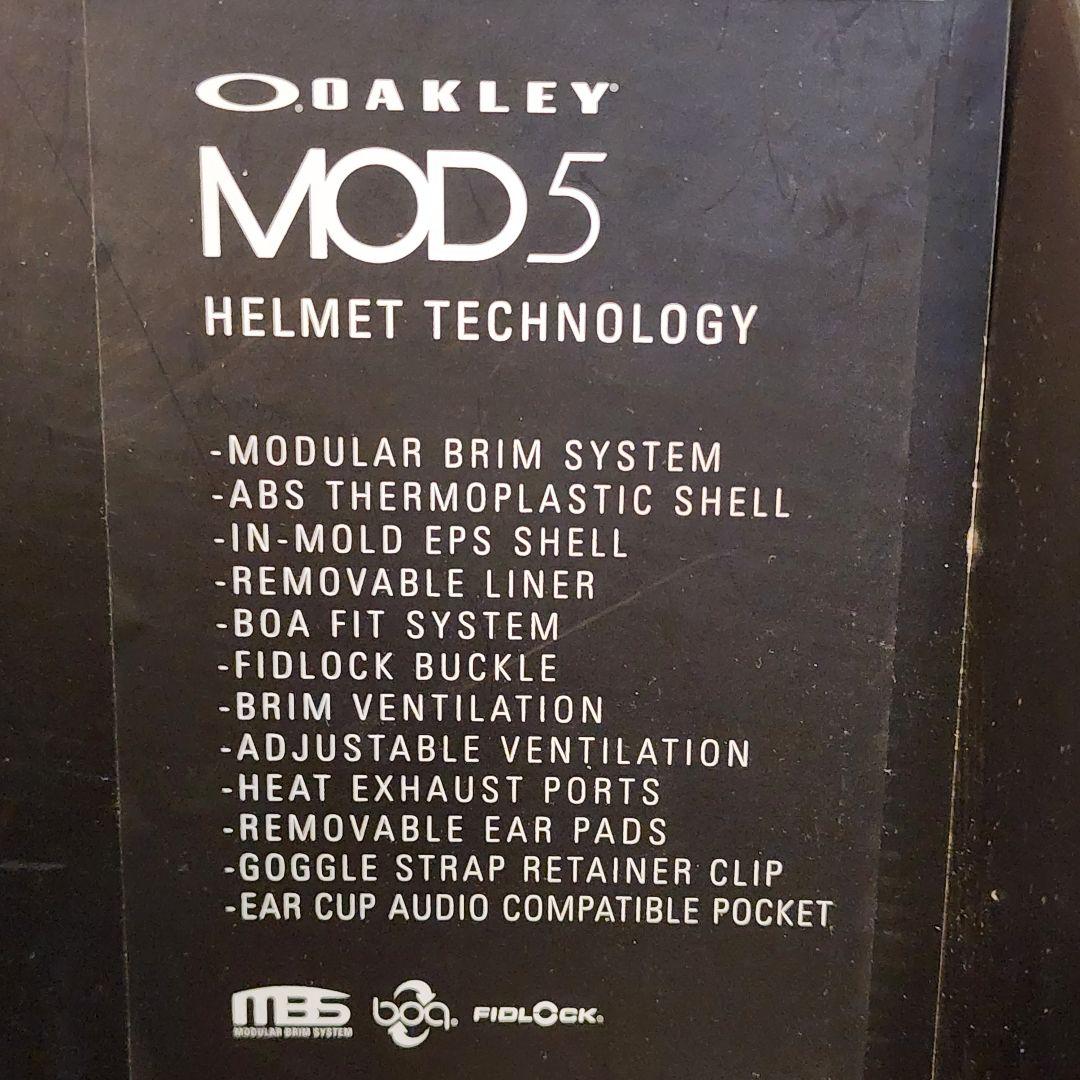 OAKLEY
MOD5
HELMET TECHNOLOGY
-MODULAR BRIM SYSTEM
-ABS THERMOPLASTIC SHELL
-IN-MOLD EPS SHELL
-REMOVABLE LINER
-BOA FIT SYSTEM
-FIDLOCK BUCKLE
-BRIM VENTILATION
-ADJUSTABLE VENTILATION
-HEAT EXHAUST PORTS
-REMOVABLE EAR PADS
-GOGGLE STRAP RETAINER CLIP
-EAR CUP AUDIO COMPATIBLE POCKET
MBS boa. FIDLOCK.
MODULAR BRIM SYSTEM